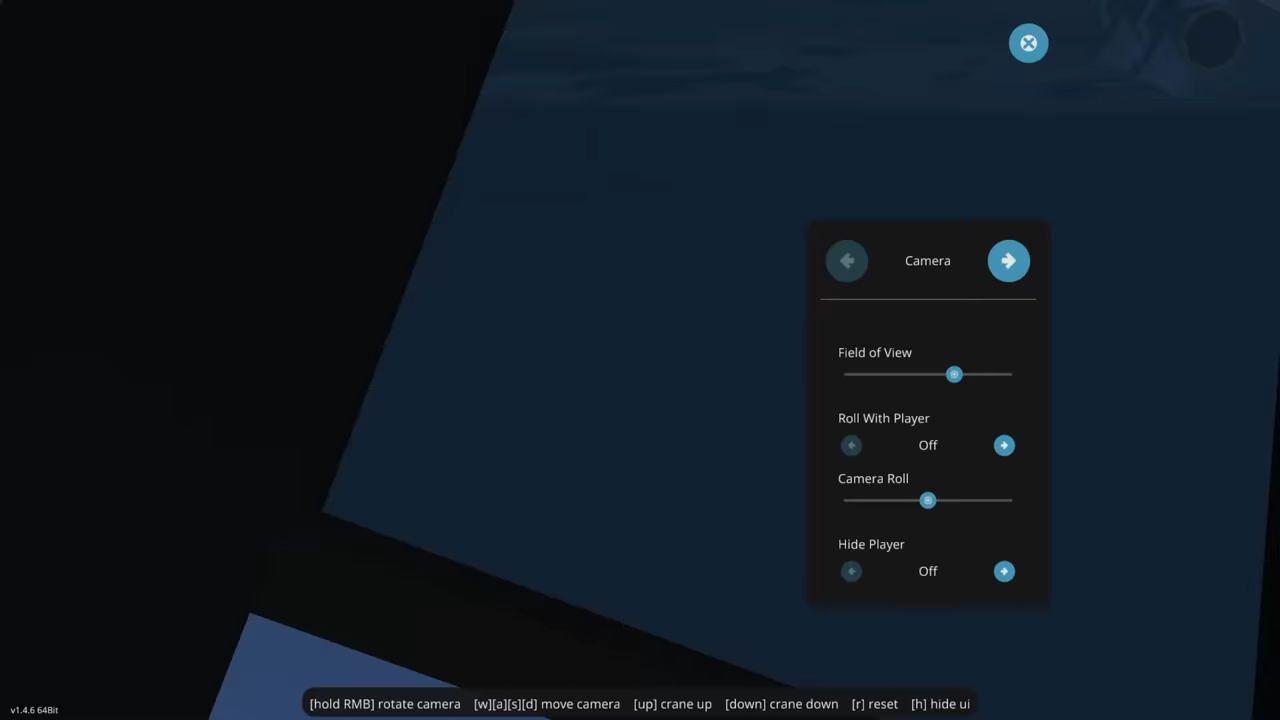 Camera
Field of View
Roll With Player
Off
Camera Roll
Hide Player
Off
[hold RMB] rotate camera [w][a][s][d] move camera [up] crane up [down] crane down [r] reset [h] hide ui
v1.4.6 64Bit